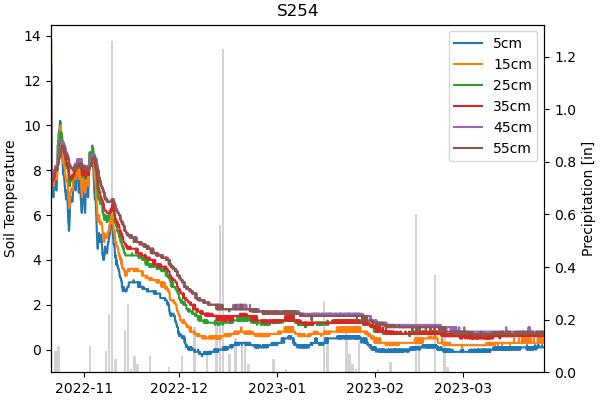 S254
14
12
10
8
6
4
2
0
Soil Temperature
5cm
15cm
25cm
35cm
45cm
55cm
1.2
1.0
0.8
0.6
0.4
0.2
0.0
Precipitation [in]
2022-11
2022-12
2023-01
2023-02
2023-03